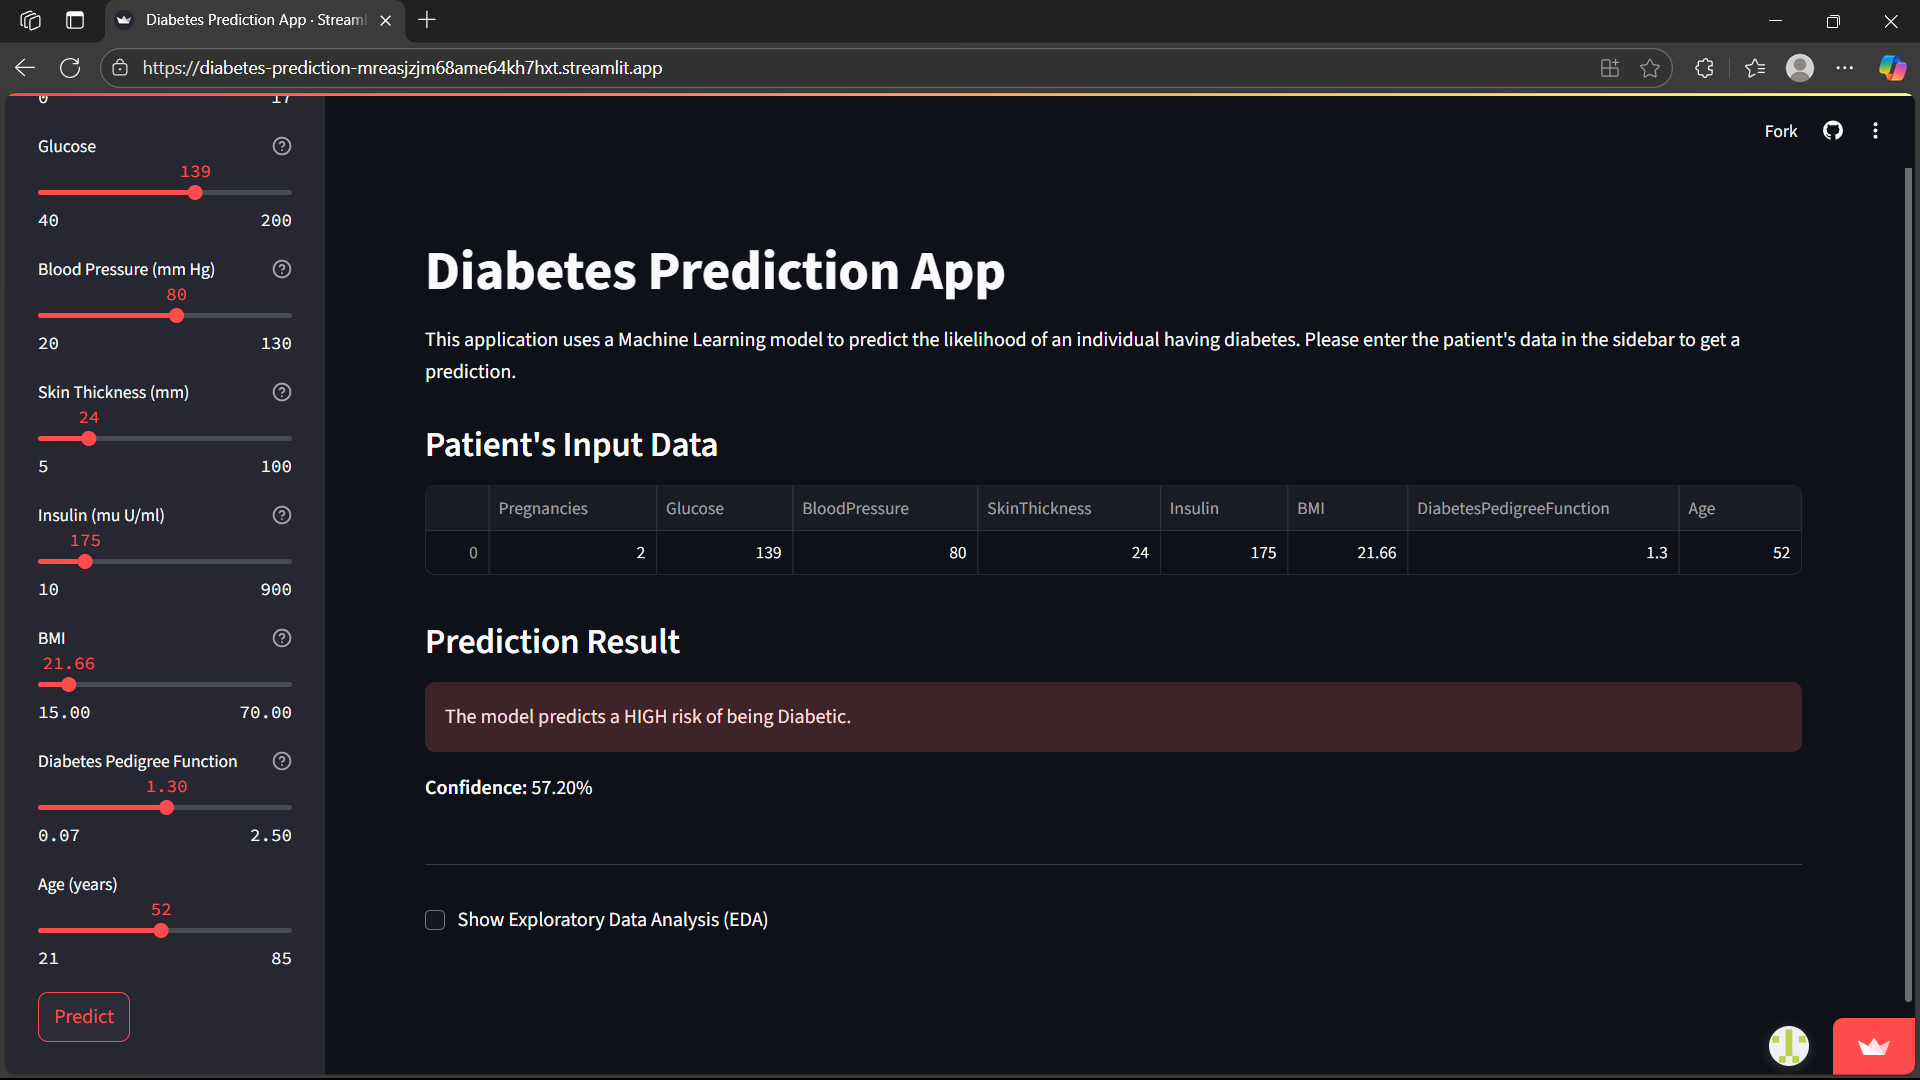 Diabetes Prediction App · Streaml
https://diabetes-prediction-mreasjzjm68ame64kh7hxt.streamlit.app
0 17
Glucose
139
40 200
Blood Pressure (mm Hg)
80
20 130
Skin Thickness (mm)
24
5 100
Insulin (mu U/ml)
175
10 900
BMI
21.66
15.00 70.00
Diabetes Pedigree Function
1.30
0.07 2.50
Age (years)
52
21 85
Predict
Fork
Diabetes Prediction App
This application uses a Machine Learning model to predict the likelihood of an individual having diabetes. Please enter the patient's data in the sidebar to get a
prediction.
Patient's Input Data
Pregnancies Glucose BloodPressure SkinThickness Insulin BMI DiabetesPedigreeFunction Age
0 2 139 80 24 175 21.66 1.3 52
Prediction Result
The model predicts a HIGH risk of being Diabetic.
Confidence: 57.20%
Show Exploratory Data Analysis (EDA)